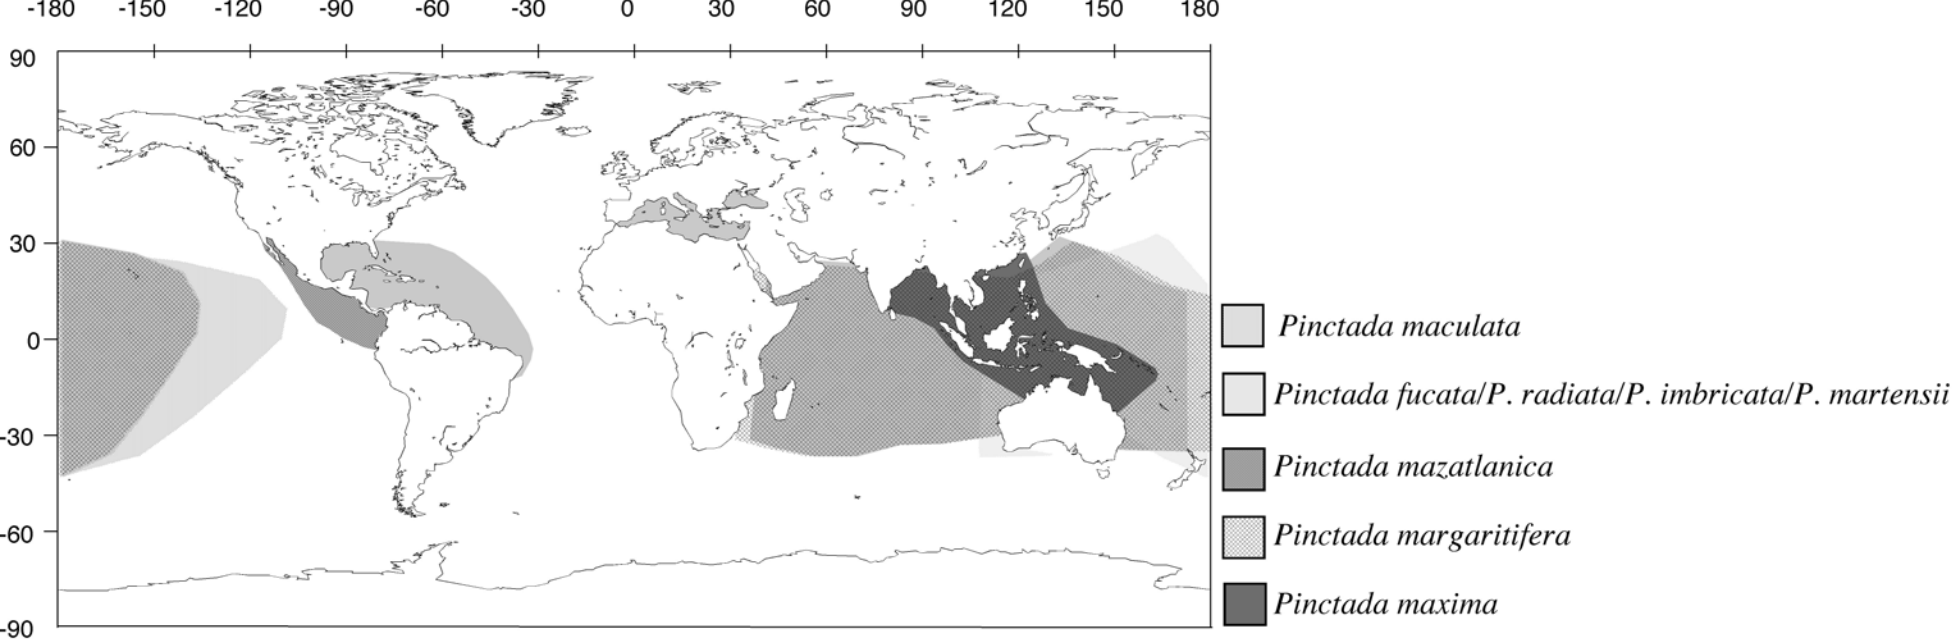 -180 -150 -120 -90 -60 -30 0 30 60 90 120 150 180
90
60
30
0
-30
-60
-90
Pinctada maculata
Pinctada fucata/P. radiata/P. imbricata/P. martensii
Pinctada mazatlanica
Pinctada margaritifera
Pinctada maxima